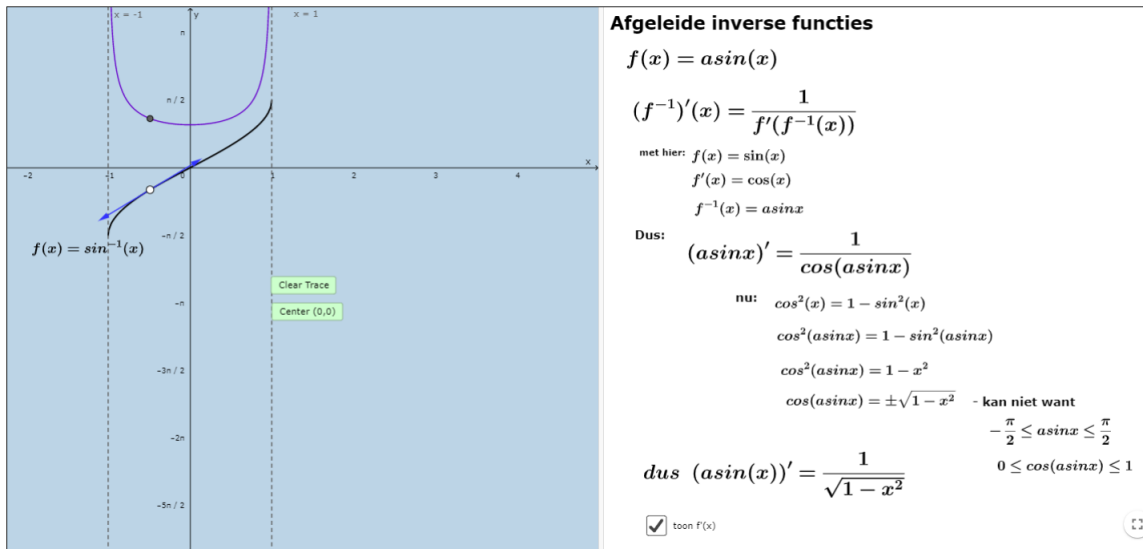 x = -1
y
x = 1
π
π / 2
x
-2
-1
0
1
2
3
4
-π / 2
f(x) = sin⁻¹(x)
-π
-3π / 2
-2π
-5π / 2
Clear Trace
Center (0,0)
Afgeleide inverse functies
f(x) = asin(x)
(f⁻¹)′(x) = 1 / f′(f⁻¹(x))
met hier: f(x) = sin(x)
f′(x) = cos(x)
f⁻¹(x) = asinx
Dus: (asinx)′ = 1 / cos(asinx)
nu: cos²(x) = 1 − sin²(x)
cos²(asinx) = 1 − sin²(asinx)
cos²(asinx) = 1 − x²
cos(asinx) = ±√(1 − x²) - kan niet want
−π/2 ≤ asinx ≤ π/2
0 ≤ cos(asinx) ≤ 1
dus (asin(x))′ = 1 / √(1 − x²)
toon f'(x)